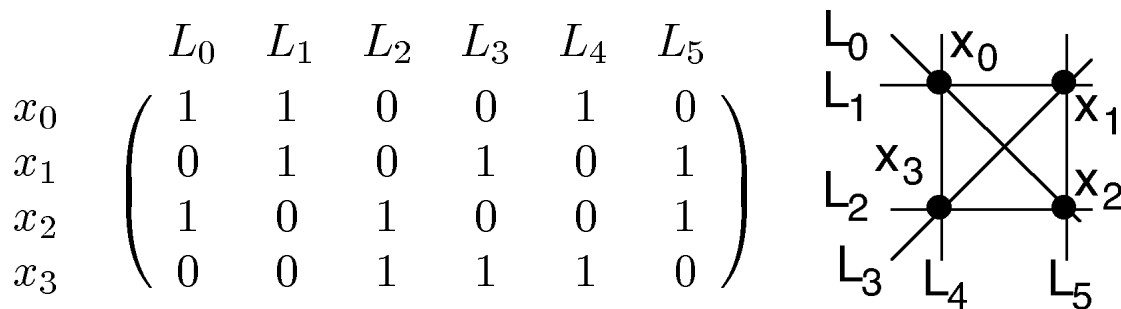 L₀ L₁ L₂ L₃ L₄ L₅
x₀ 1 1 0 0 1 0
x₁ 0 1 0 1 0 1
x₂ 1 0 1 0 0 1
x₃ 0 0 1 1 1 0
L₀ x₀
L₁ x₁
x₃
L₂ x₂
L₃ L₄ L₅